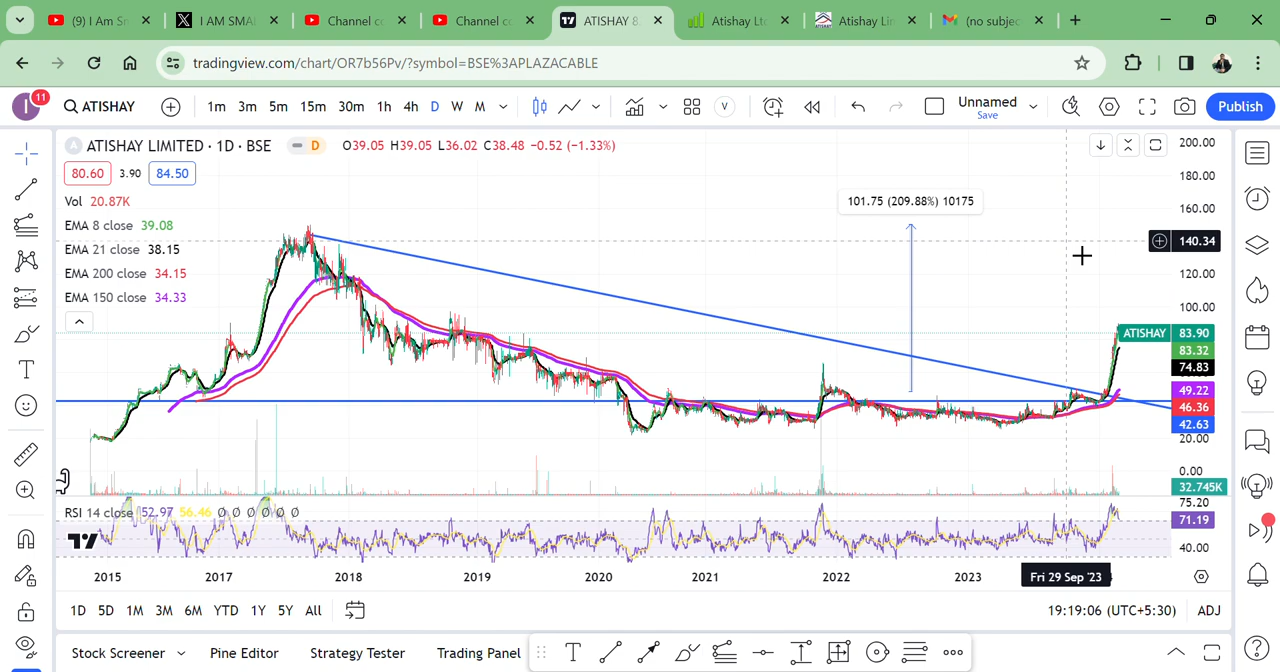 (9) I Am Sn
I AM SMAI
Channel cc
Channel cc
ATISHAY 8
Atishay Ltd
Atishay Lin
(no subjec
tradingview.com/chart/OR7b56Pv/?symbol=BSE%3APLAZACABLE
I 11 ATISHAY 1m 3m 5m 15m 30m 1h 4h D W M V Unnamed Save Publish
A ATISHAY LIMITED · 1D · BSE D O39.05 H39.05 L36.02 C38.48 −0.52 (−1.33%)
80.60 3.90 84.50
Vol 20.87K
EMA 8 close 39.08
EMA 21 close 38.15
EMA 200 close 34.15
EMA 150 close 34.33
101.75 (209.88%) 10175
200.00
180.00
160.00
140.34
120.00
100.00
ATISHAY 83.90
83.32
74.83
49.22
46.36
42.63
20.00
0.00
32.745K
75.20
RSI 14 close 52.97 56.46 Ø Ø Ø Ø Ø Ø
71.19
40.00
2015 2017 2018 2019 2020 2021 2022 2023 Fri 29 Sep '23
1D 5D 1M 3M 6M YTD 1Y 5Y All 19:19:06 (UTC+5:30) ADJ
Stock Screener Pine Editor Strategy Tester Trading Panel